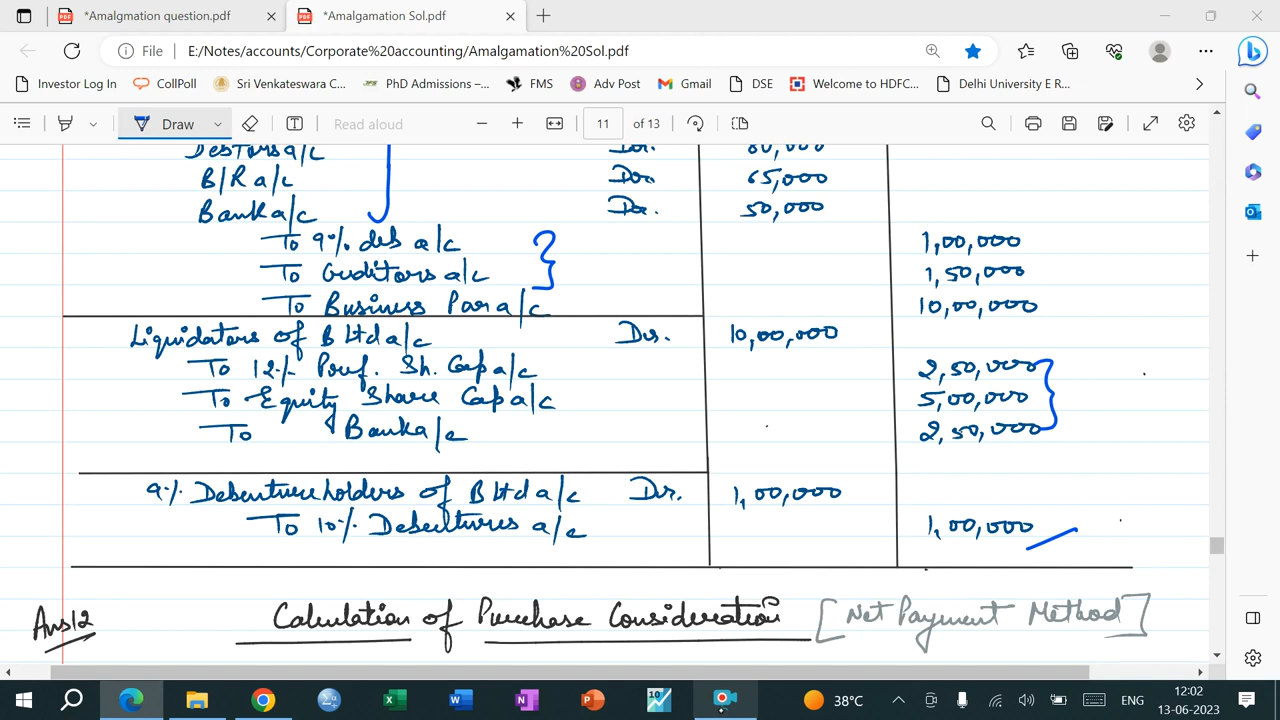 *Amalgmation question.pdf
*Amalgamation Sol.pdf
File E:/Notes/accounts/Corporate%20accounting/Amalgmation%20Sol.pdf
Investor Log In CollPoll Sri Venkateswara C... PhD Admissions –... FMS Adv Post Gmail DSE Welcome to HDFC... Delhi University E R...
Draw Read aloud 11 of 13
Debtors a/c Dr. 80,000
B/R a/c Dr. 65,000
Bank a/c Dr. 50,000
To 9% deb a/c 1,00,000
To Creditors a/c 1,50,000
To Business Pur a/c 10,00,000
Liquidators of B Ltd a/c Dr. 10,00,000
To 12% Pref. Sh. Cap a/c 2,50,000
To Equity Share Cap a/c 5,00,000
To Bank a/c 2,50,000
9% Debentureholders of B Ltd a/c Dr. 1,00,000
To 10% Debentures a/c 1,00,000
Ans12 Calculation of Purchase Consideration [Net Payment Method]
38°C ENG 12:02
13-06-2023